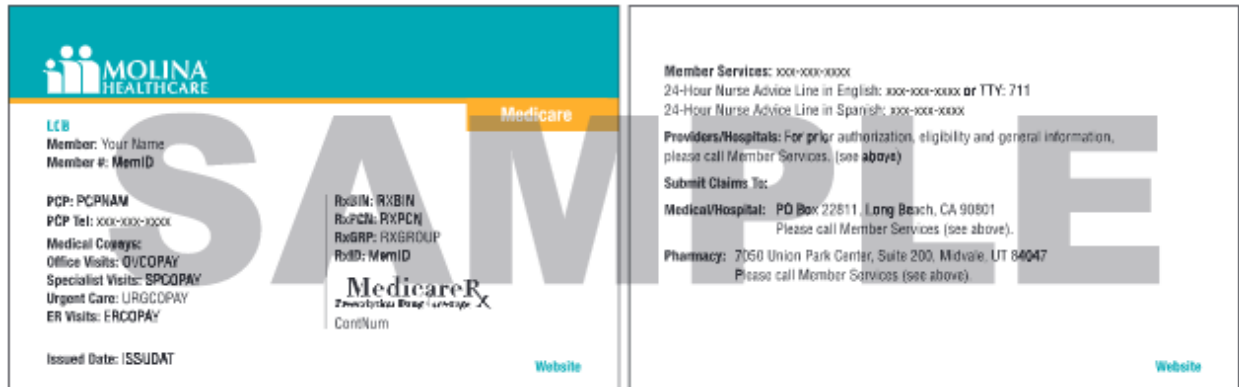 MOLINA
HEALTHCARE
Medicare
LCB
Member: Your Name
Member #: MemID
PCP: PCPNAM
PCP Tel: xxx-xxx-xxxx
Medical Copays:
Office Visits: OVCOPAY
Specialist Visits: SPCOPAY
Urgent Care: URGCOPAY
ER Visits: ERCOPAY
Issued Date: ISSUDAT
RxBIN: RXBIN
RxPCN: RXPCN
RxGRP: RXGROUP
RxID: MemID
MedicareRx
Prescription Drug Coverage
ContNum
Website
Member Services: xxx-xxx-xxxx
24-Hour Nurse Advice Line in English: xxx-xxx-xxxx or TTY: 711
24-Hour Nurse Advice Line in Spanish: xxx-xxx-xxxx
Providers/Hospitals: For prior authorization, eligibility and general information,
please call Member Services. (see above)
Submit Claims To:
Medical/Hospital: PO Box 22811, Long Beach, CA 90801
Please call Member Services (see above).
Pharmacy: 7050 Union Park Center, Suite 200, Midvale, UT 84047
Please call Member Services (see above).
Website
SAMPLE